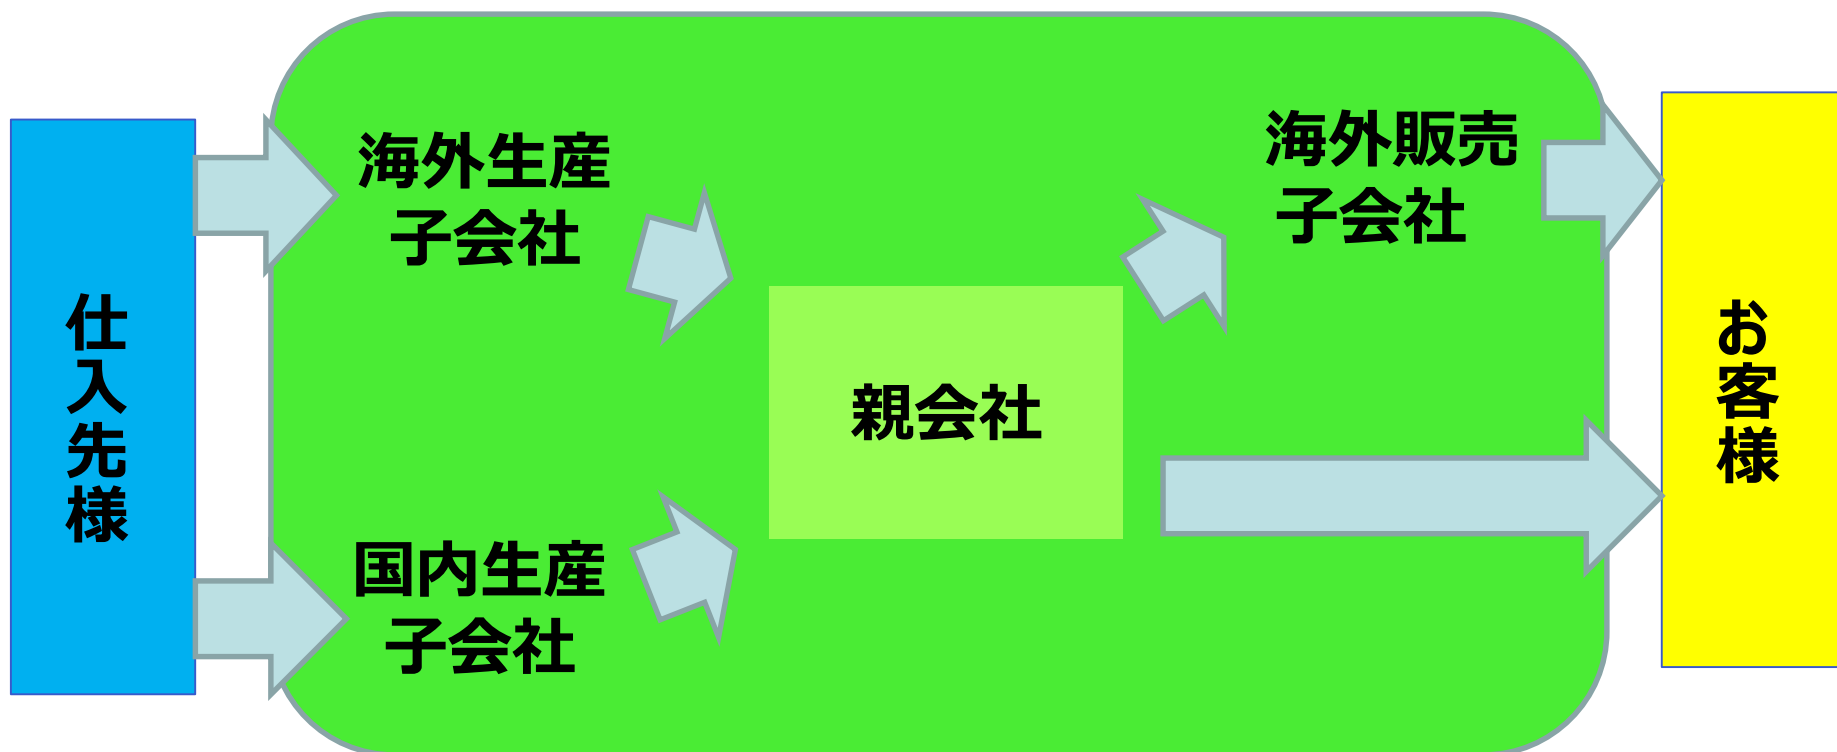 仕入先様
海外生産
子会社
国内生産
子会社
親会社
海外販売
子会社
お客様